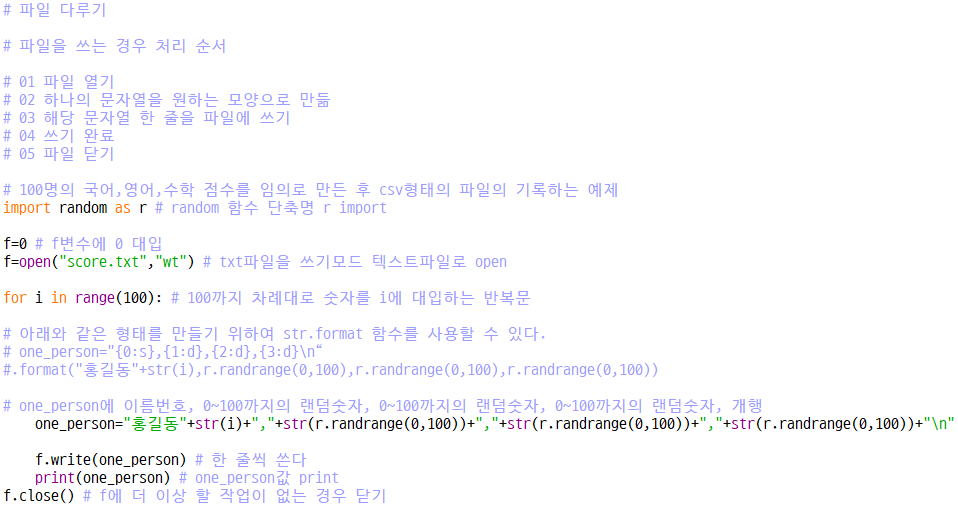 # 파일 다루기
# 파일을 쓰는 경우 처리 순서
# 01 파일 열기
# 02 하나의 문자열을 원하는 모양으로 만듦
# 03 해당 문자열 한 줄을 파일에 쓰기
# 04 쓰기 완료
# 05 파일 닫기
# 100명의 국어,영어,수학 점수를 임의로 만든 후 csv형태의 파일의 기록하는 예제
import random as r # random 함수 단축명 r import
f=0 # f변수에 0 대입
f=open("score.txt","wt") # txt파일을 쓰기모드 텍스트파일로 open
for i in range(100): # 100까지 차례대로 숫자를 i에 대입하는 반복문
# 아래와 같은 형태를 만들기 위하여 str.format 함수를 사용할 수 있다.
# one_person="{0:s},{1:d},{2:d},{3:d}\n“
#.format("홍길동"+str(i),r.randrange(0,100),r.randrange(0,100),r.randrange(0,100))
# one_person에 이름번호, 0~100까지의 랜덤숫자, 0~100까지의 랜덤숫자, 0~100까지의 랜덤숫자, 개행
    one_person="홍길동"+str(i)+","+str(r.randrange(0,100))+","+str(r.randrange(0,100))+","+str(r.randrange(0,100))+"\n"
    f.write(one_person) # 한 줄씩 쓴다
    print(one_person) # one_person값 print
f.close() # f에 더 이상 할 작업이 없는 경우 닫기